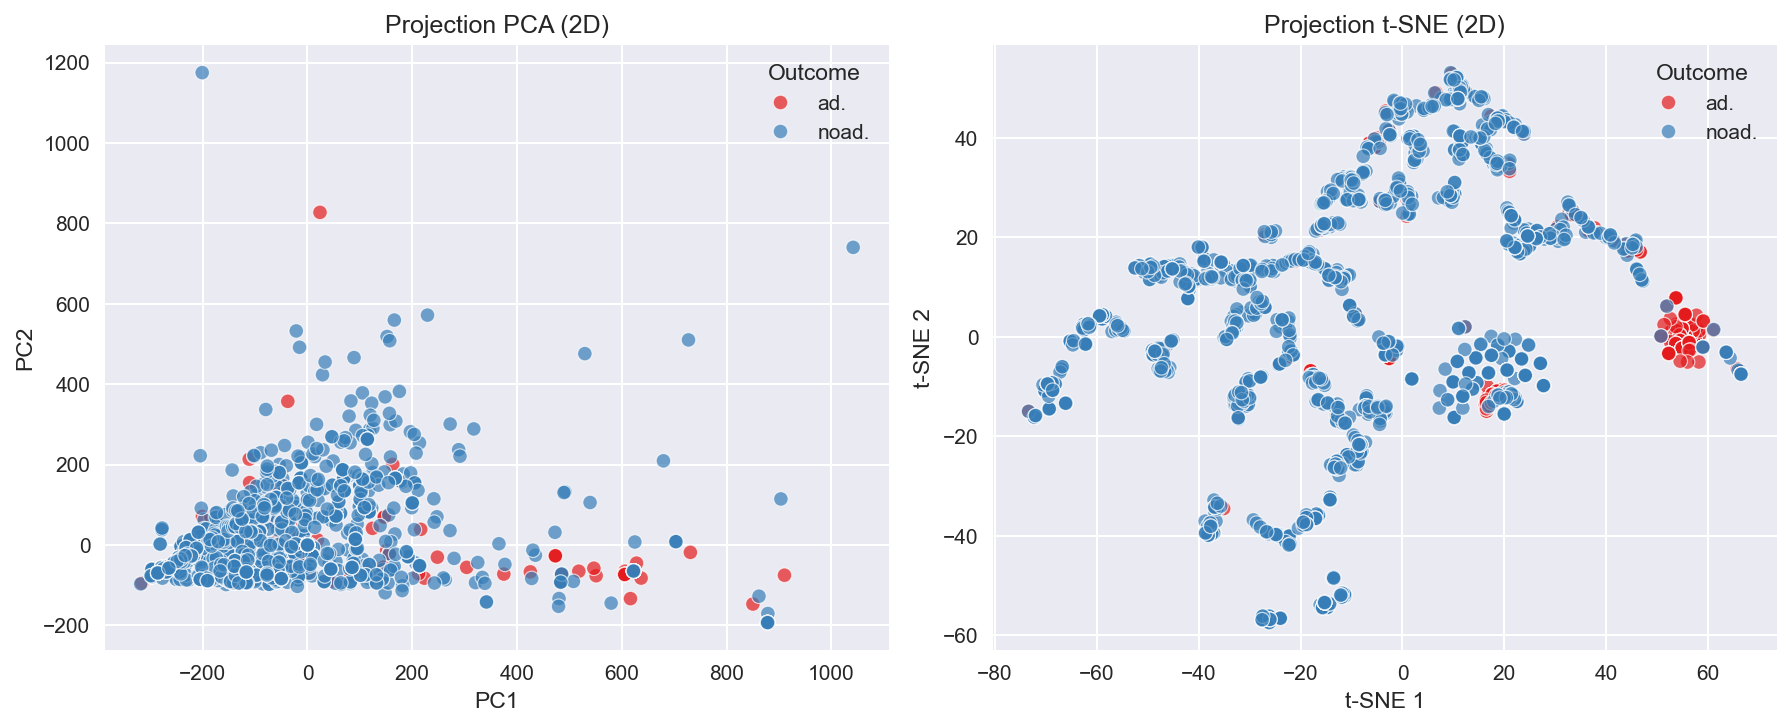 Projection PCA (2D)
Outcome
ad.
noad.
1200
1000
800
600
400
200
0
−200
PC2
−200
0
200
400
600
800
1000
PC1
Projection t-SNE (2D)
Outcome
ad.
noad.
40
20
0
−20
−40
−60
t-SNE 2
−80
−60
−40
−20
0
20
40
60
t-SNE 1